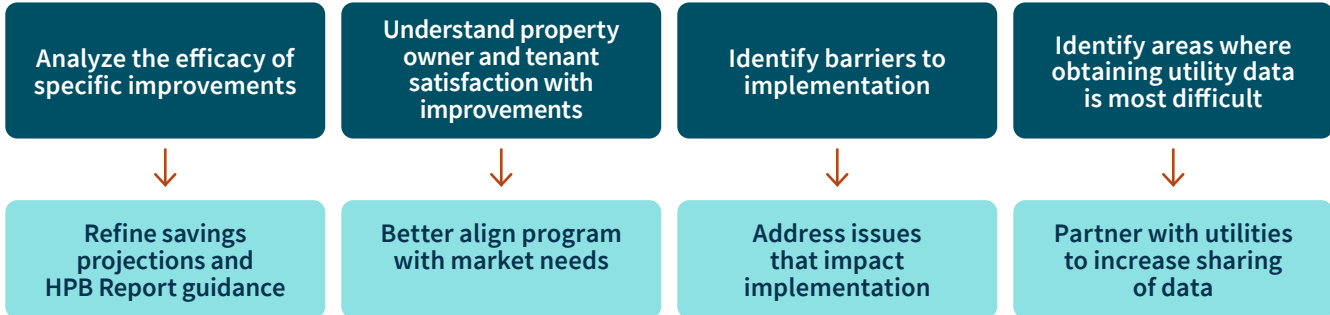 Analyze the efficacy of
specific improvements
Understand property
owner and tenant
satisfaction with
improvements
Identify barriers to
implementation
Identify areas where
obtaining utility data
is most difficult
Refine savings
projections and
HPB Report guidance
Better align program
with market needs
Address issues
that impact
implementation
Partner with utilities
to increase sharing
of data